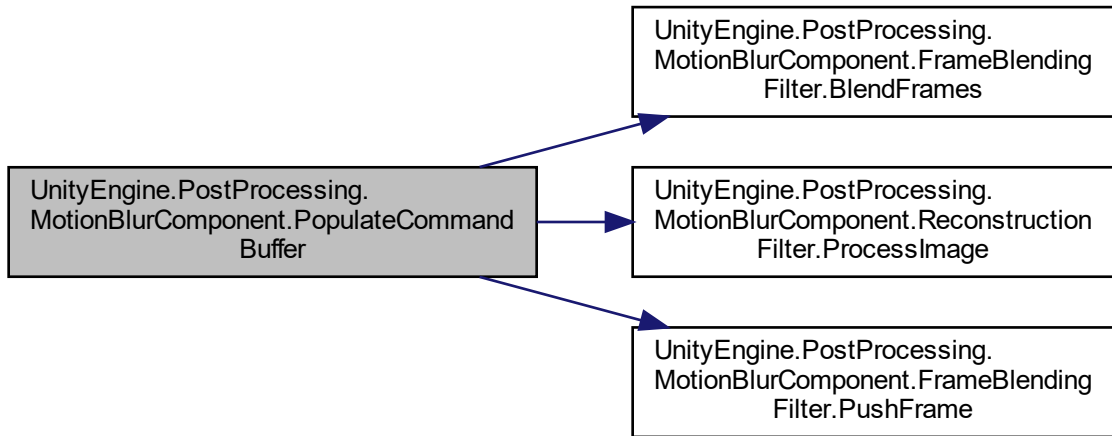 UnityEngine.PostProcessing.
MotionBlurComponent.FrameBlending
Filter.BlendFrames
UnityEngine.PostProcessing.
MotionBlurComponent.PopulateCommand
Buffer
UnityEngine.PostProcessing.
MotionBlurComponent.Reconstruction
Filter.ProcessImage
UnityEngine.PostProcessing.
MotionBlurComponent.FrameBlending
Filter.PushFrame